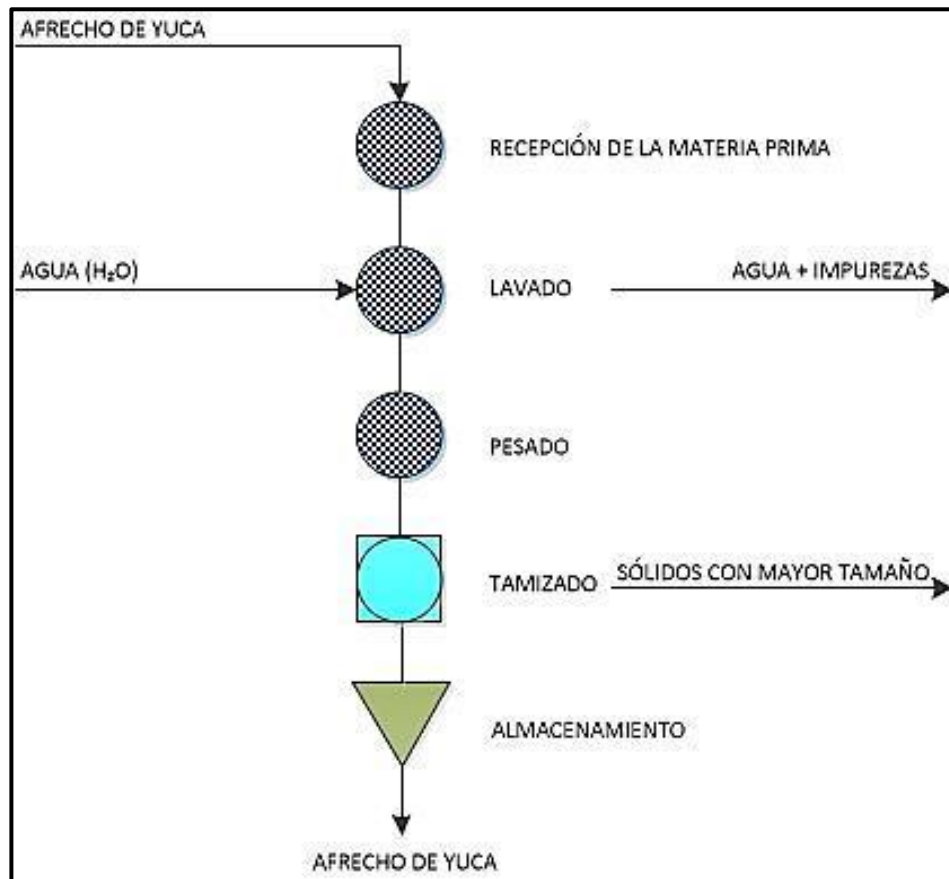 AFRECHO DE YUCA
RECEPCIÓN DE LA MATERIA PRIMA
AGUA (H₂O)
LAVADO
AGUA + IMPUREZAS
PESADO
TAMIZADO
SÓLIDOS CON MAYOR TAMAÑO
ALMACENAMIENTO
AFRECHO DE YUCA